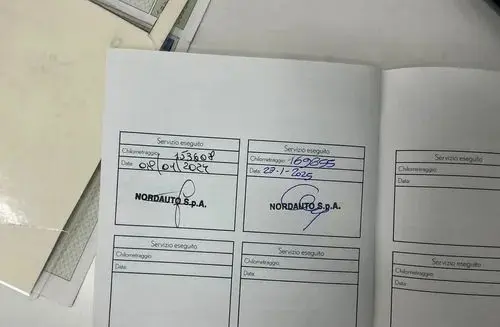 Servizio eseguito
Chilometraggio: 153608
Data: 08/01/2024
NORDAUTO S.p.A.
Servizio eseguito
Chilometraggio: 169855
Data: 29-1-2025
NORDAUTO S.p.A.
Servizio eseguito
Chilometraggio:
Data:
Servizio eseguito
Chilometraggio:
Data:
Servizio eseguito
Chilometraggio:
Data:
Servizio eseguito
Chilometraggio:
Data: